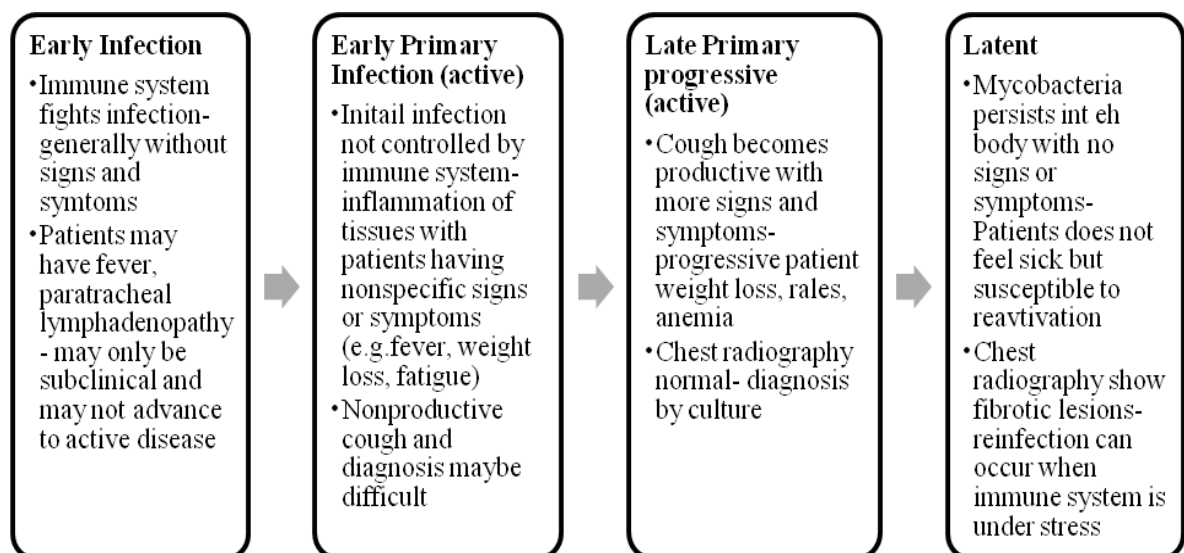 Early Infection
•Immune system
fights infection-
generally without
signs and
symtoms
•Patients may
have fever,
paratracheal
lymphadenopathy
- may only be
subclinical and
may not advance
to active disease
Early Primary
Infection (active)
•Initail infection
not controlled by
immune system-
inflammation of
tissues with
patients having
nonspecific signs
or symptoms
(e.g.fever, weight
loss, fatigue)
•Nonproductive
cough and
diagnosis maybe
difficult
Late Primary
progressive
(active)
•Cough becomes
productive with
more signs and
symptoms-
progressive patient
weight loss, rales,
anemia
•Chest radiography
normal- diagnosis
by culture
Latent
•Mycobacteria
persists int eh
body with no
signs or
symptoms-
Patients does not
feel sick but
susceptible to
reavtivation
•Chest
radiography show
fibrotic lesions-
reinfection can
occur when
immune system is
under stress